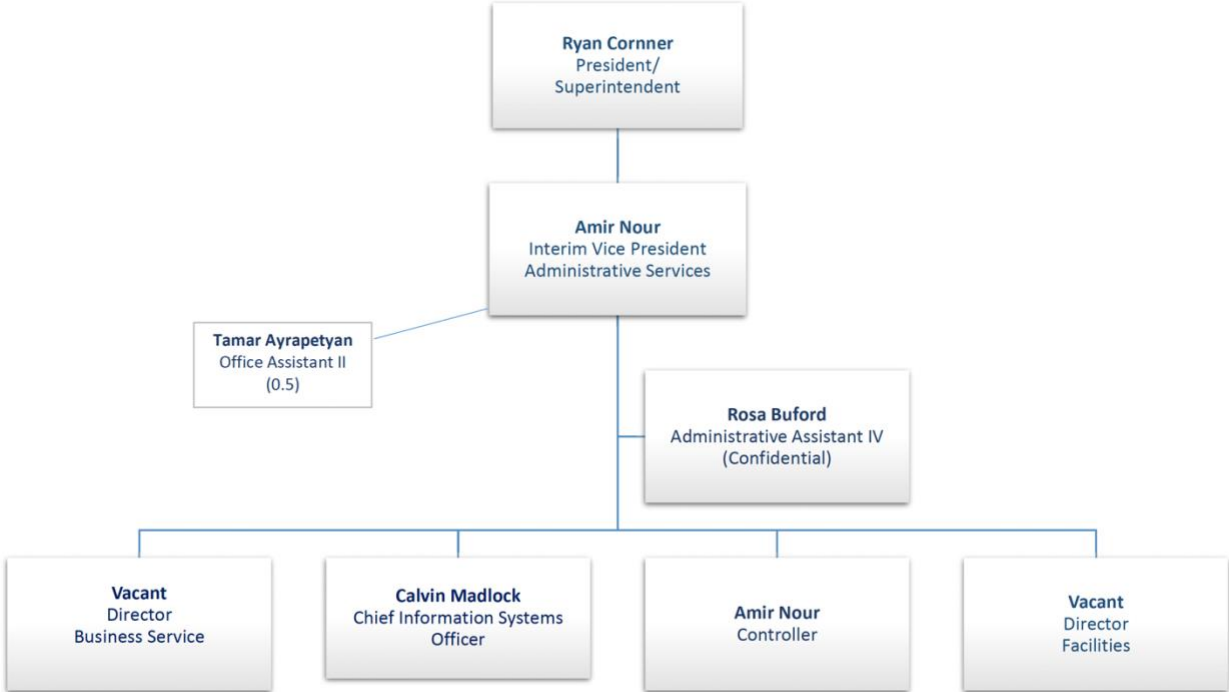 Ryan Cornner
President/
Superintendent
Amir Nour
Interim Vice President
Administrative Services
Tamar Ayrapetyan
Office Assistant II
(0.5)
Rosa Buford
Administrative Assistant IV
(Confidential)
Vacant
Director
Business Service
Calvin Madlock
Chief Information Systems
Officer
Amir Nour
Controller
Vacant
Director
Facilities